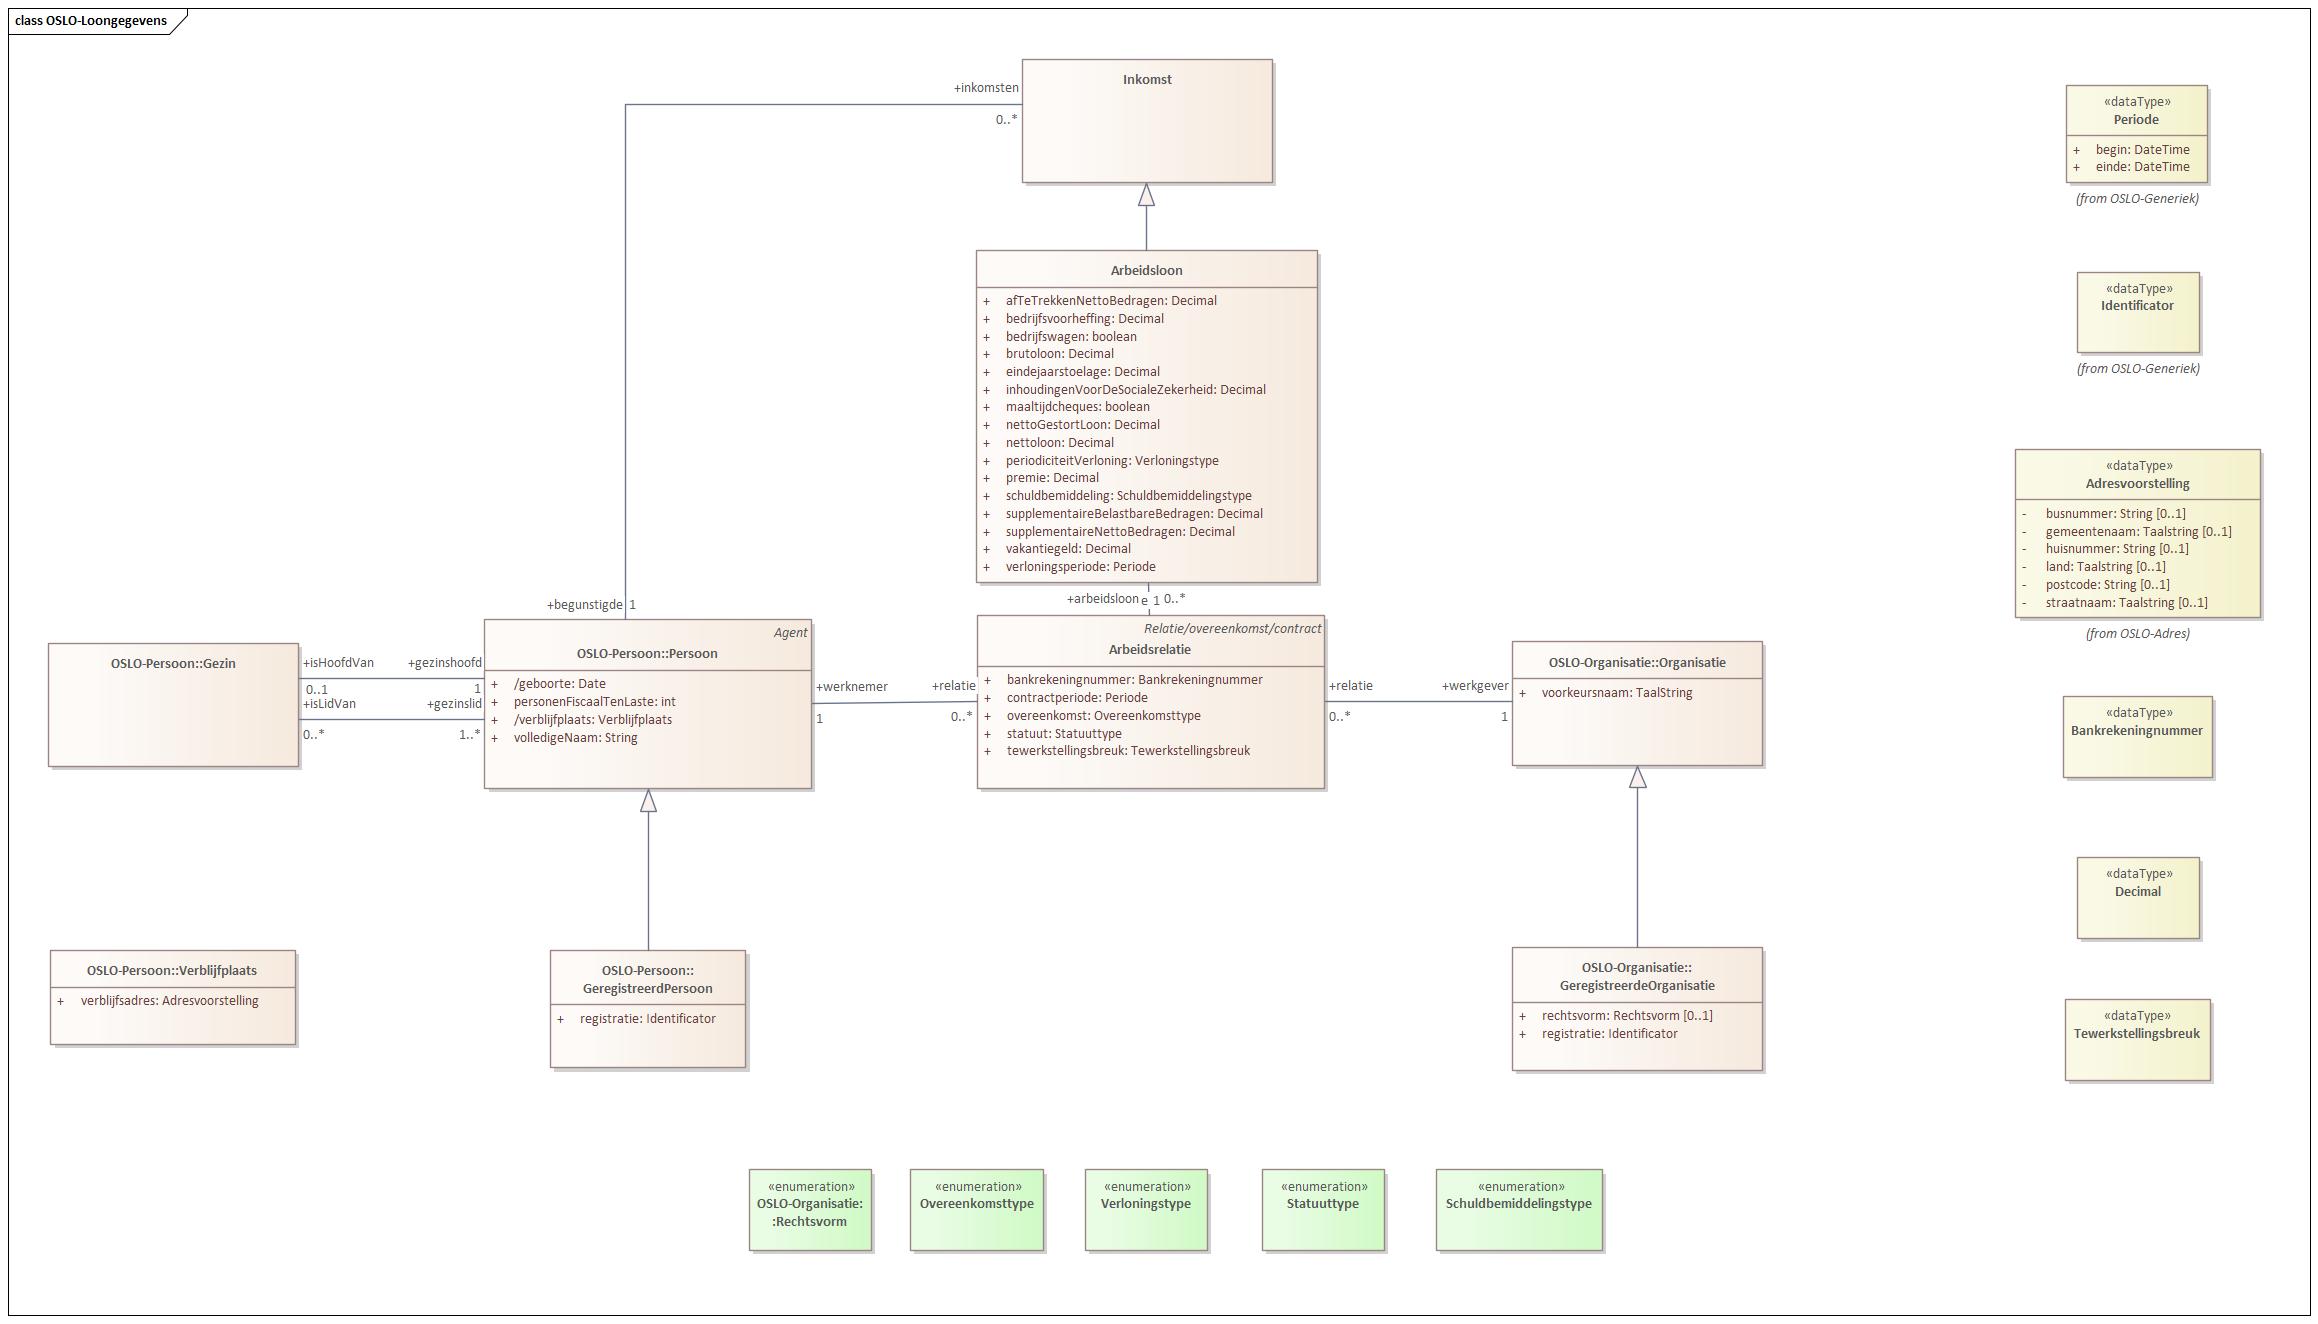 class OSLO-Loongegevens
Inkomst
+inkomsten
0..*
Arbeidsloon
+ afTeTrekkenNettoBedragen: Decimal
+ bedrijfsvoorheffing: Decimal
+ bedrijfswagen: boolean
+ brutoloon: Decimal
+ eindejaarstoelage: Decimal
+ inhoudingenVoorDeSocialeZekerheid: Decimal
+ maaltijdcheques: boolean
+ nettoGestortLoon: Decimal
+ nettoloon: Decimal
+ periodiciteitVerloning: Verloningstype
+ premie: Decimal
+ schuldbemiddeling: Schuldbemiddelingstype
+ supplementaireBelastbareBedragen: Decimal
+ supplementaireNettoBedragen: Decimal
+ vakantiegeld: Decimal
+ verloningsperiode: Periode
+arbeidsloon e 1 0..*
+begunstigde 1
OSLO-Persoon::Gezin
+isHoofdVan +gezinshoofd
0..1 1
+isLidVan +gezinslid
0..* 1..*
Agent
OSLO-Persoon::Persoon
+ /geboorte: Date
+ personenFiscaalTenLaste: int
+ /verblijfplaats: Verblijfplaats
+ volledigeNaam: String
+werknemer +relatie
1 0..*
Relatie/overeenkomst/contract
Arbeidsrelatie
+ bankrekeningnummer: Bankrekeningnummer
+ contractperiode: Periode
+ overeenkomst: Overeenkomsttype
+ statuut: Statuuttype
+ tewerkstellingsbreuk: Tewerkstellingsbreuk
+relatie +werkgever
0..* 1
OSLO-Organisatie::Organisatie
+ voorkeursnaam: TaalString
OSLO-Persoon::Verblijfplaats
+ verblijfsadres: Adresvoorstelling
OSLO-Persoon::
GeregistreerdPersoon
+ registratie: Identificator
OSLO-Organisatie::
GeregistreerdeOrganisatie
+ rechtsvorm: Rechtsvorm [0..1]
+ registratie: Identificator
«dataType»
Periode
+ begin: DateTime
+ einde: DateTime
(from OSLO-Generiek)
«dataType»
Identificator
(from OSLO-Generiek)
«dataType»
Adresvoorstelling
- busnummer: String [0..1]
- gemeentenaam: Taalstring [0..1]
- huisnummer: String [0..1]
- land: Taalstring [0..1]
- postcode: String [0..1]
- straatnaam: Taalstring [0..1]
(from OSLO-Adres)
«dataType»
Bankrekeningnummer
«dataType»
Decimal
«dataType»
Tewerkstellingsbreuk
«enumeration»
OSLO-Organisatie:
:Rechtsvorm
«enumeration»
Overeenkomsttype
«enumeration»
Verloningstype
«enumeration»
Statuuttype
«enumeration»
Schuldbemiddelingstype